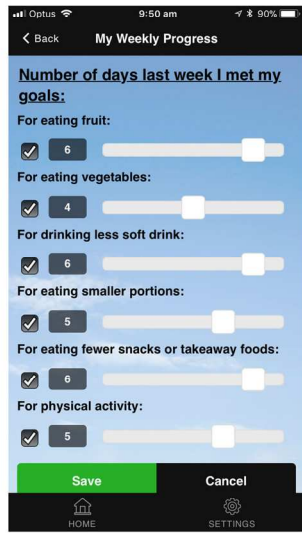 Optus 9:50 am 90%
Back My Weekly Progress
Number of days last week I met my
goals:
For eating fruit:
6
For eating vegetables:
4
For drinking less soft drink:
6
For eating smaller portions:
5
For eating fewer snacks or takeaway foods:
6
For physical activity:
5
Save Cancel
HOME SETTINGS